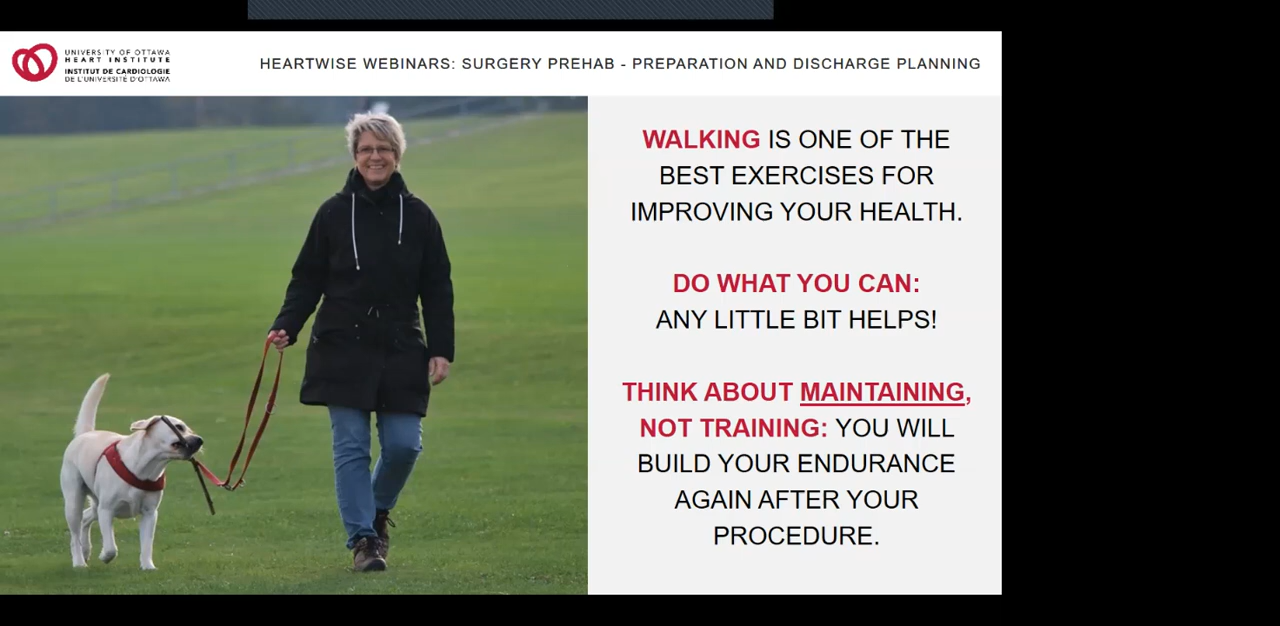 UNIVERSITY OF OTTAWA
HEART INSTITUTE
INSTITUT DE CARDIOLOGIE
DE L'UNIVERSITÉ D'OTTAWA
HEARTWISE WEBINARS: SURGERY PREHAB - PREPARATION AND DISCHARGE PLANNING
WALKING IS ONE OF THE
BEST EXERCISES FOR
IMPROVING YOUR HEALTH.
DO WHAT YOU CAN:
ANY LITTLE BIT HELPS!
THINK ABOUT MAINTAINING,
NOT TRAINING: YOU WILL
BUILD YOUR ENDURANCE
AGAIN AFTER YOUR
PROCEDURE.